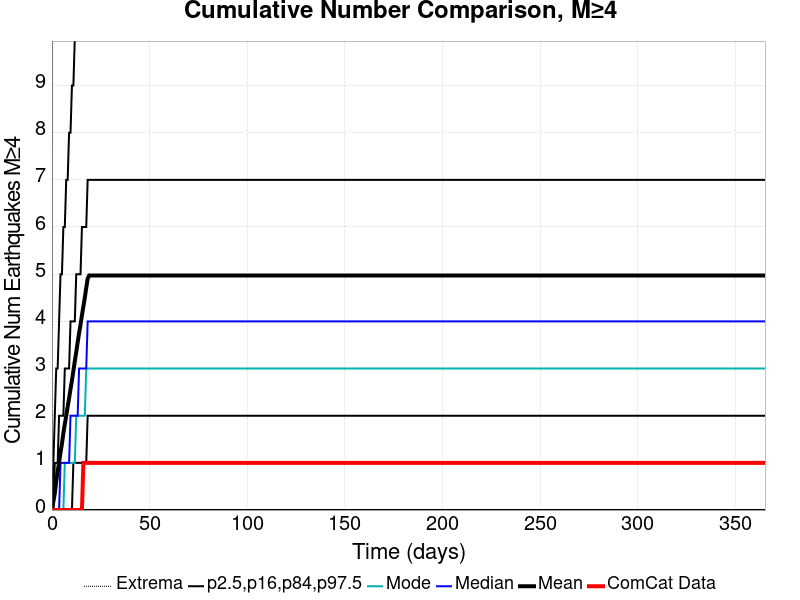 Cumulative Number Comparison, M≥4
Cumulative Num Earthquakes M≥4
9
8
7
6
5
4
3
2
1
0
0 50 100 150 200 250 300 350
Time (days)
Extrema p2.5,p16,p84,p97.5 Mode Median Mean ComCat Data